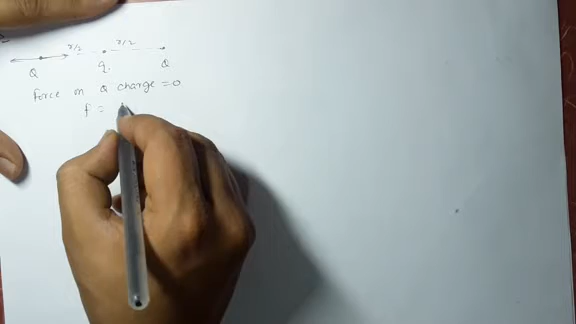 r/2 r/2
Q q. Q
force on Q charge = 0
f =